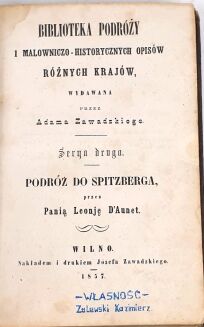 BIBLIOTEKA PODRÓŻY
I MALOWNICZO-HISTORYCZNYCH OPISÓW
RÓŻNYCH KRAJÓW,
WYDAWANA
PRZEZ
Adama Zawadzkiego.
Serya druga.
PODRÓŻ DO SPITZBERGA,
przez
Panią Leonję D'Aunet.
WILNO.
Nakładem i drukiem Józefa Zawadzkiego.
1857.
—WŁASNOŚĆ—
Zalewski Kazimierz